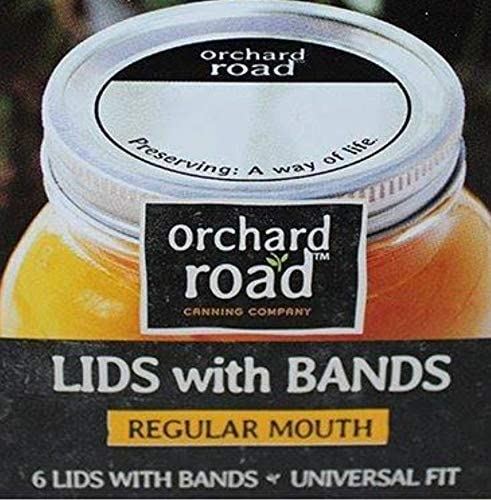 orchard
road™
Preserving: A way of life.
orchard
road™
CANNING COMPANY
LIDS with BANDS
REGULAR MOUTH
6 LIDS WITH BANDS UNIVERSAL FIT